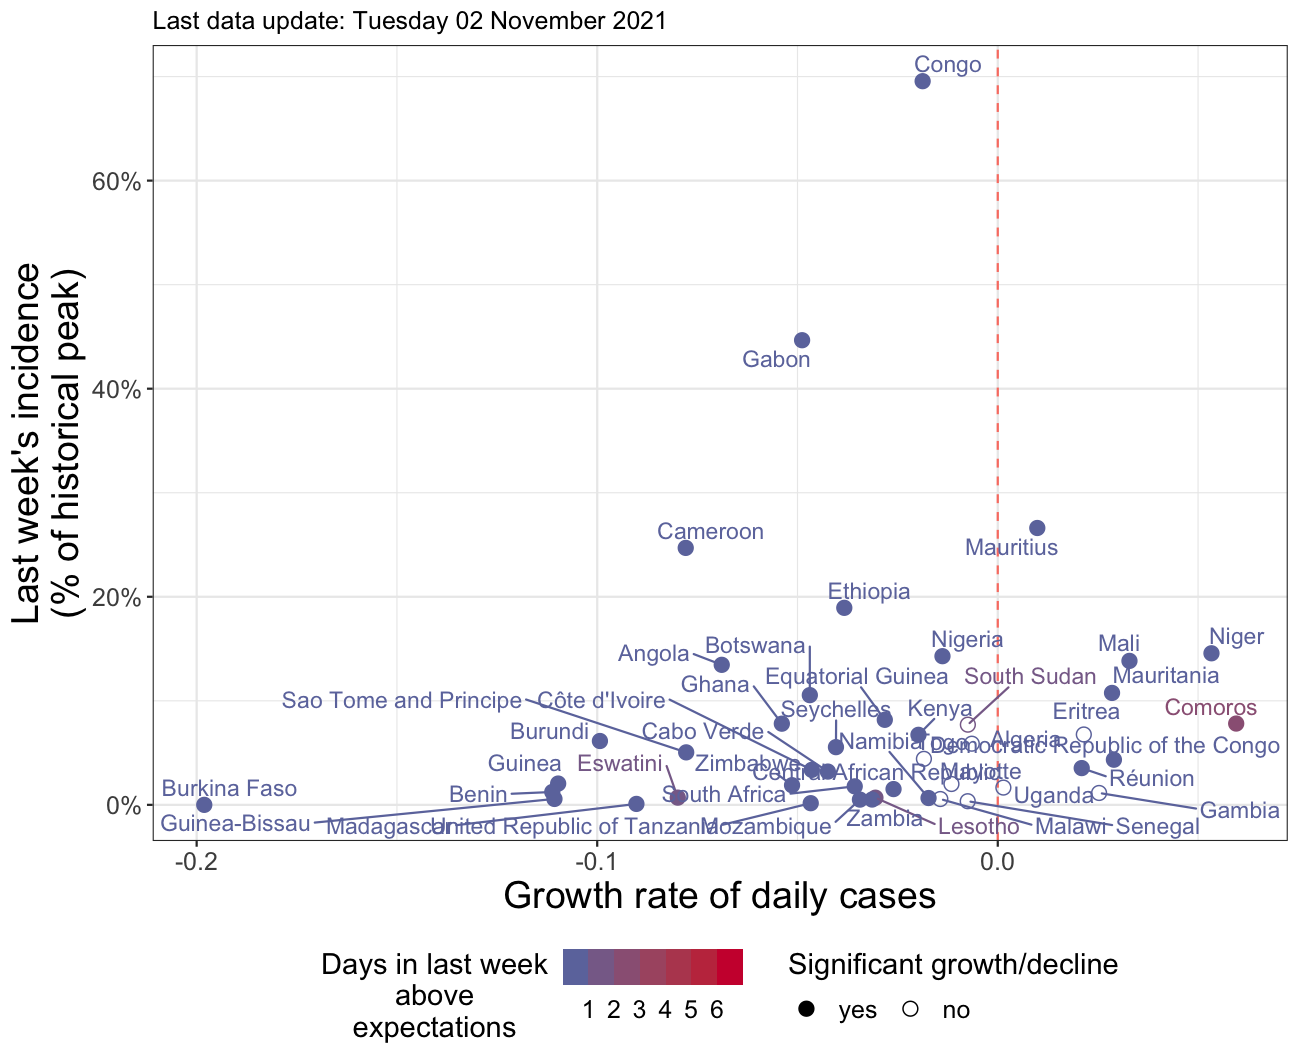 Last data update: Tuesday 02 November 2021
Congo
60%
Gabon
40%
Cameroon
Mauritius
20%
Ethiopia
Nigeria
Mali
Niger
Angola
Botswana
Equatorial Guinea
South Sudan
Mauritania
Ghana
Sao Tome and Principe
Côte d'Ivoire
Seychelles
Kenya
Eritrea
Comoros
Burundi
Cabo Verde
Namibia
Togo
Algeria
Democratic Republic of the Congo
Guinea
Eswatini
Zimbabwe
Central African Republic
Mayotte
Réunion
Burkina Faso
Benin
South Africa
Uganda
0%
Gambia
Guinea-Bissau
Madagascar
United Republic of Tanzania
Mozambique
Zambia
Lesotho
Malawi
Senegal
-0.2
-0.1
0.0
Last week's incidence
(% of historical peak)
Growth rate of daily cases
Days in last week
above
expectations
1 2 3 4 5 6
Significant growth/decline
yes
no